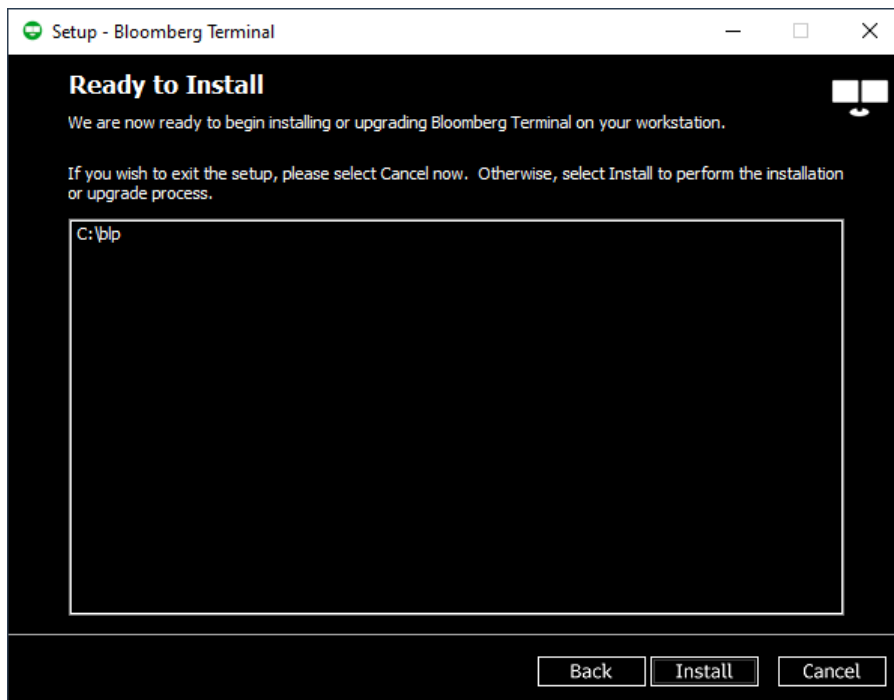 Setup - Bloomberg Terminal
Ready to Install
We are now ready to begin installing or upgrading Bloomberg Terminal on your workstation.
If you wish to exit the setup, please select Cancel now.  Otherwise, select Install to perform the installation
or upgrade process.
C:\blp
Back Install Cancel